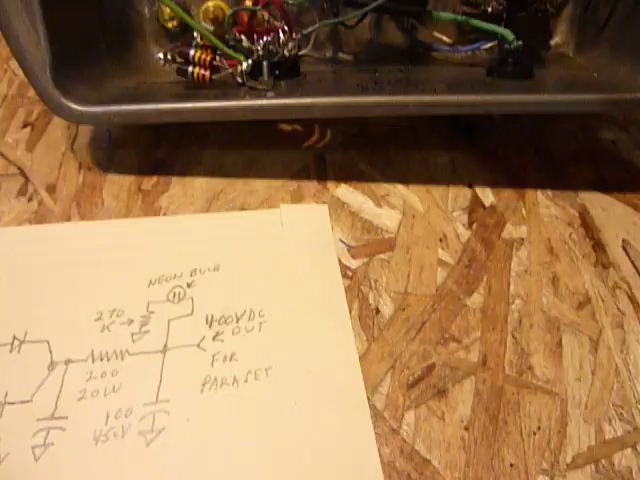 NEON BULB
270
K
400VDC
OUT
FOR
PARASET
200
20W
100
450V